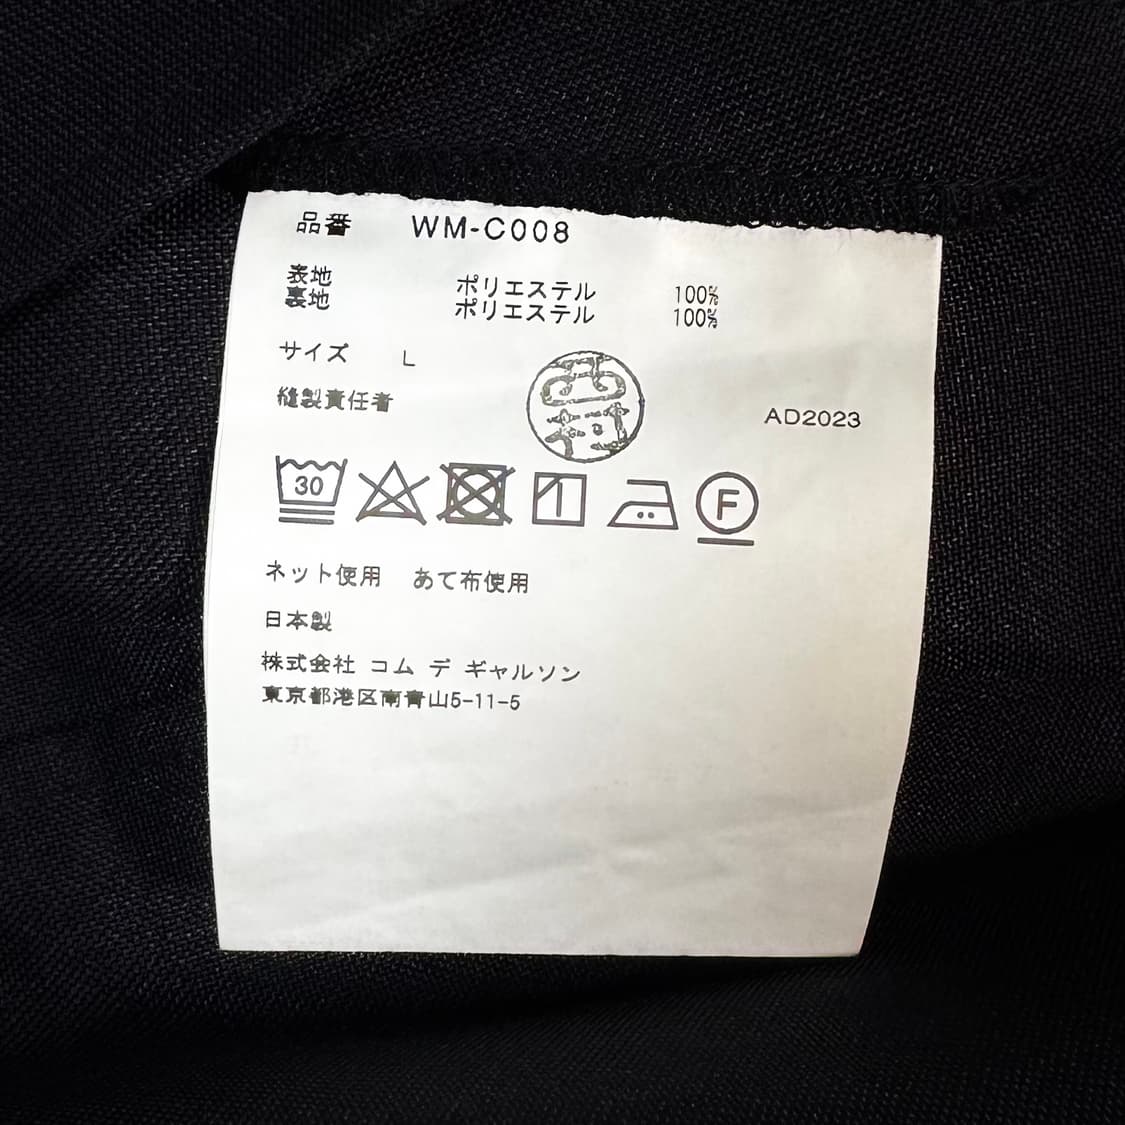 品番 WM-C008
表地 ポリエステル 100%
裏地 ポリエステル 100%
サイズ L
縫製責任者
AD2023
30 F
ネット使用 あて布使用
日本製
株式会社 コム デ ギャルソン
東京都港区南青山5-11-5